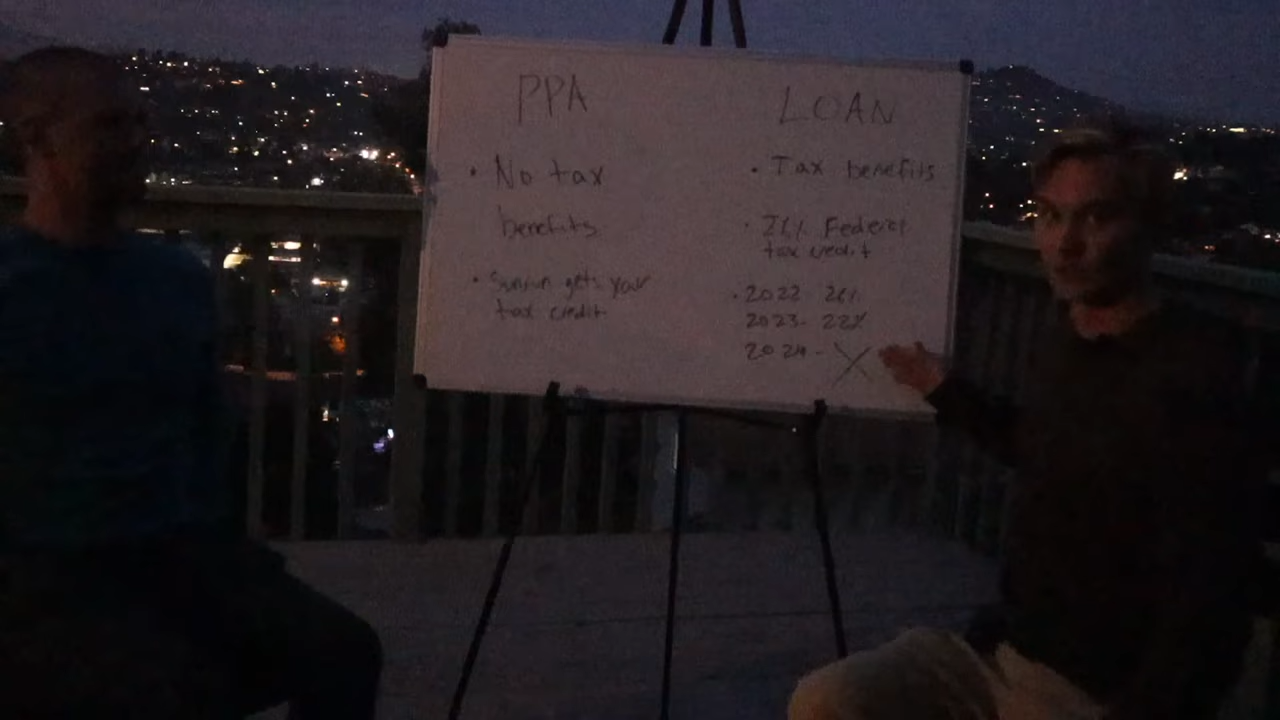 PPA
• No tax
benefits
• Sunrun gets your
tax credit
LOAN
• Tax benefits
• 26% Federal
tax credit
• 2022 26%
2023- 22%
2024 - X